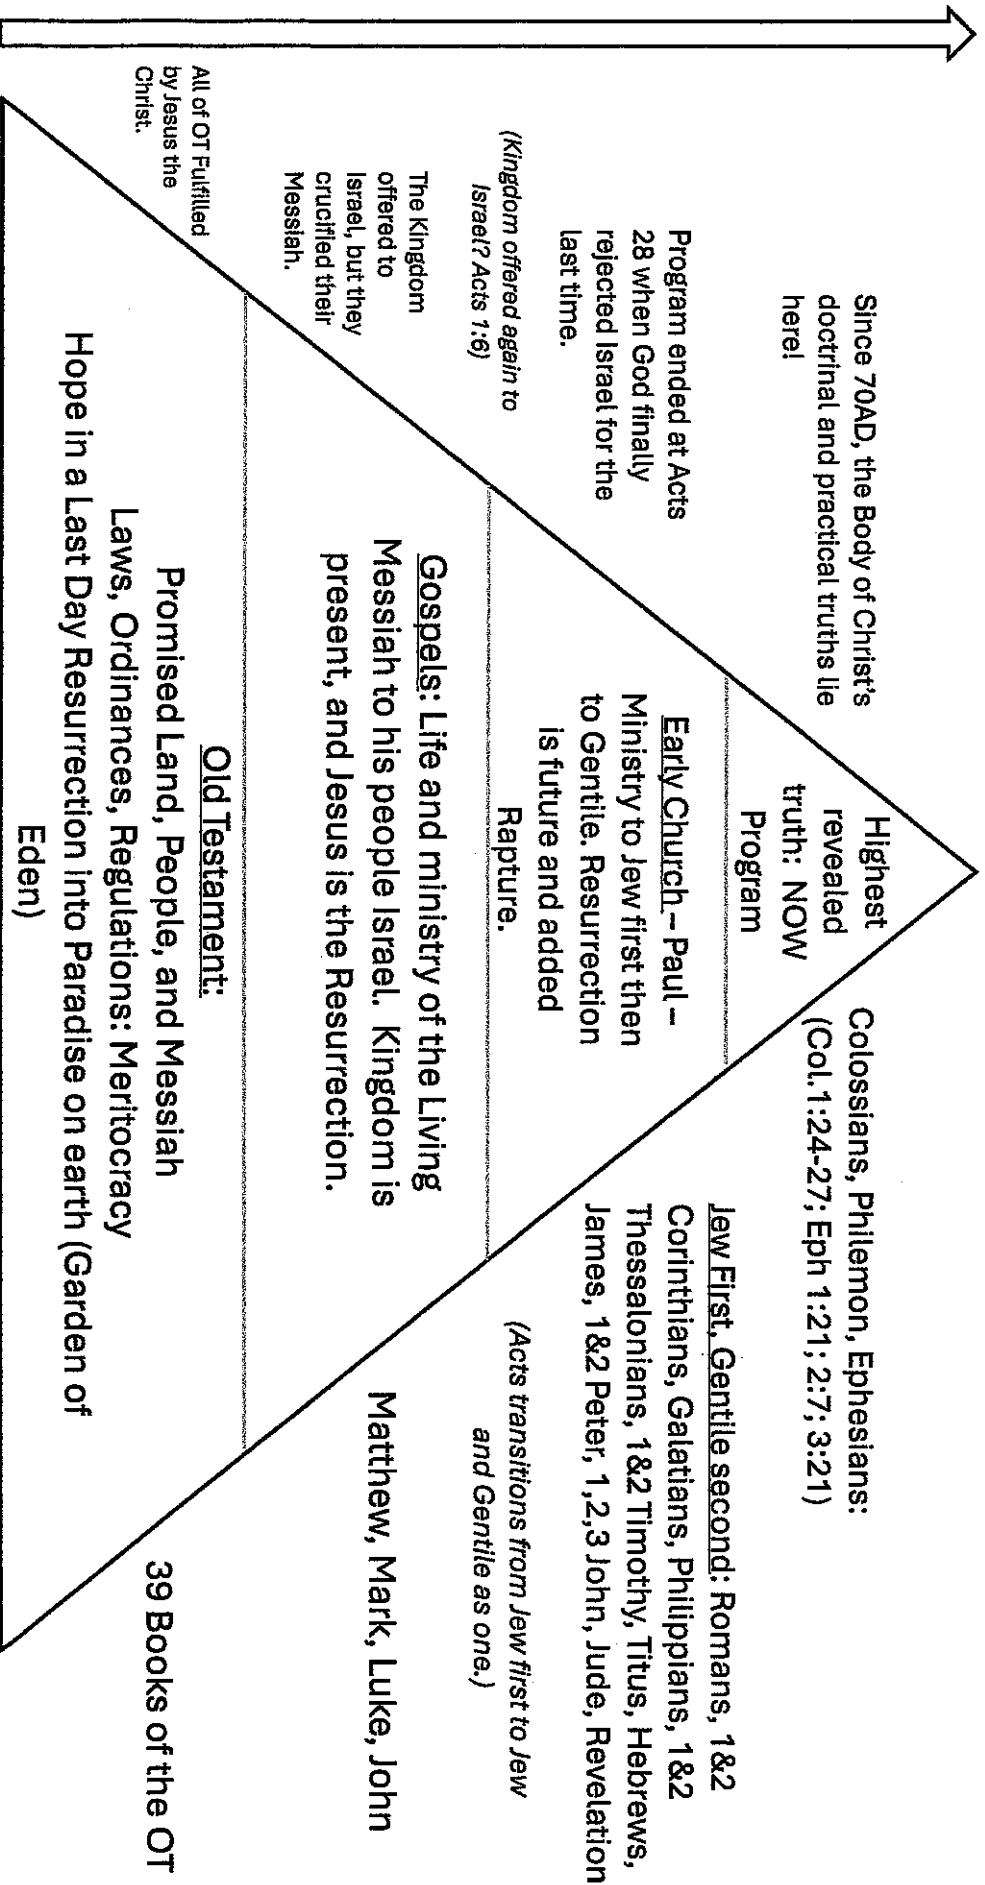 Since 70AD, the Body of Christ's
doctrinal and practical truths lie
here!
Highest
revealed
truth: NOW
Program
Colossians, Philemon, Ephesians:
(Col.1:24-27; Eph 1:21; 2:7; 3:21)
Program ended at Acts
28 when God finally
rejected Israel for the
last time.
Early Church -- Paul --
Ministry to Jew first then
to Gentile. Resurrection
is future and added
Rapture.
Jew First, Gentile second: Romans, 1&2
Corinthians, Galatians, Philippians, 1&2
Thessalonians, 1&2 Timothy, Titus, Hebrews,
James, 1&2 Peter, 1,2,3 John, Jude, Revelation
(Kingdom offered again to
Israel? Acts 1:6)
(Acts transitions from Jew first to Jew
and Gentile as one.)
The Kingdom
offered to
Israel, but they
crucified their
Messiah.
Gospels: Life and ministry of the Living
Messiah to his people Israel. Kingdom is
present, and Jesus is the Resurrection.
Matthew, Mark, Luke, John
All of OT Fulfilled
by Jesus the
Christ.
Old Testament:
Promised Land, People, and Messiah
Laws, Ordinances, Regulations: Meritocracy
Hope in a Last Day Resurrection into Paradise on earth (Garden of
Eden)
39 Books of the OT